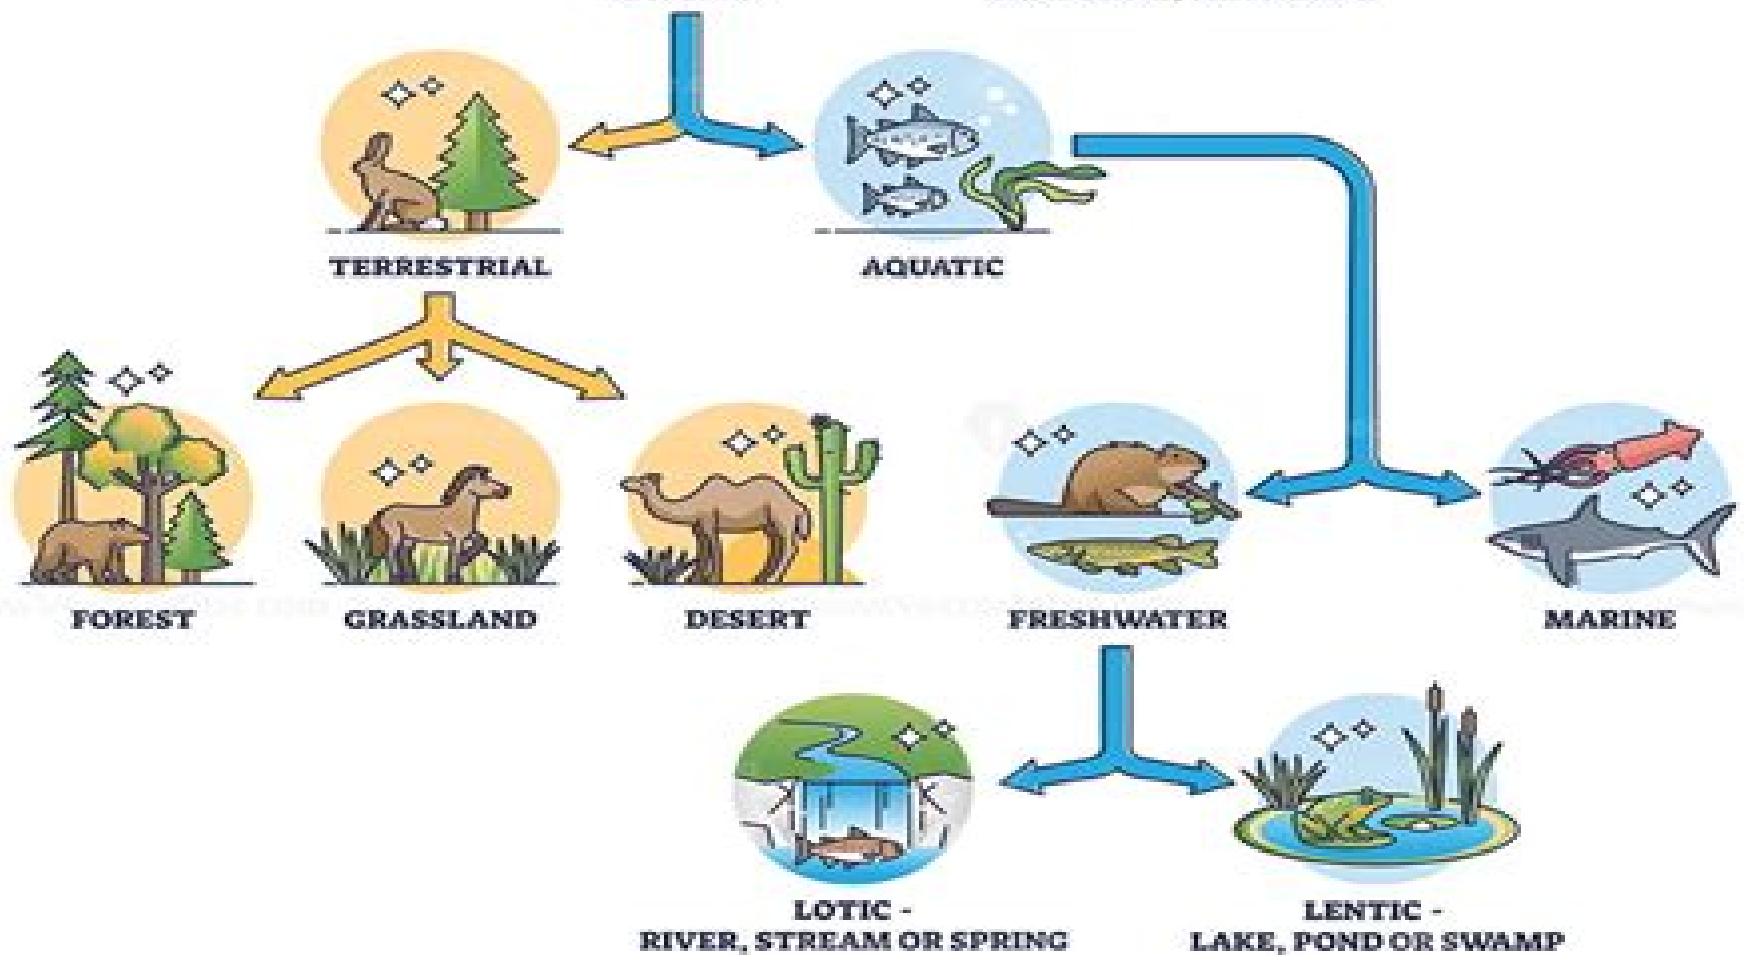 TERRESTRIAL
AQUATIC
FOREST
GRASSLAND
DESERT
FRESHWATER
MARINE
LOTIC -
RIVER, STREAM OR SPRING
LENTIC -
LAKE, POND OR SWAMP